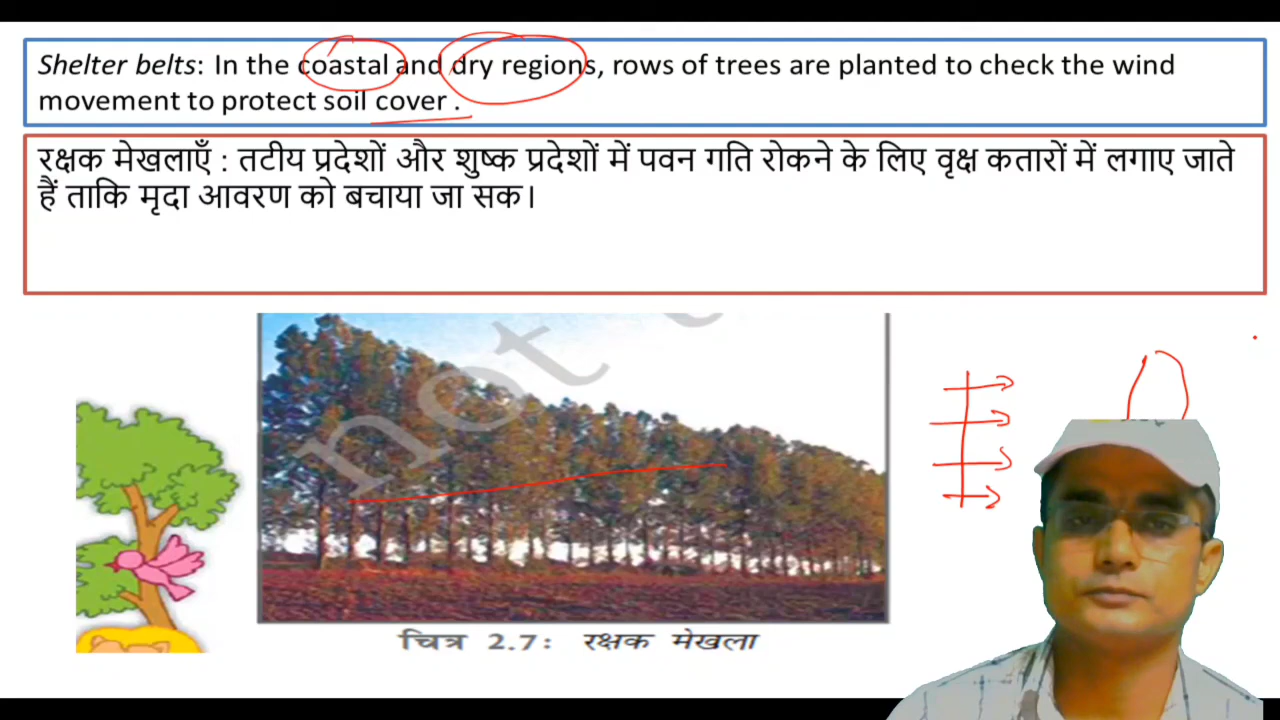 Shelter belts: In the coastal and dry regions, rows of trees are planted to check the wind
movement to protect soil cover .
रक्षक मेखलाएँ : तटीय प्रदेशों और शुष्क प्रदेशों में पवन गति रोकने के लिए वृक्ष कतारों में लगाए जाते
हैं ताकि मृदा आवरण को बचाया जा सक।
not
चित्र 2.7: रक्षक मेखला